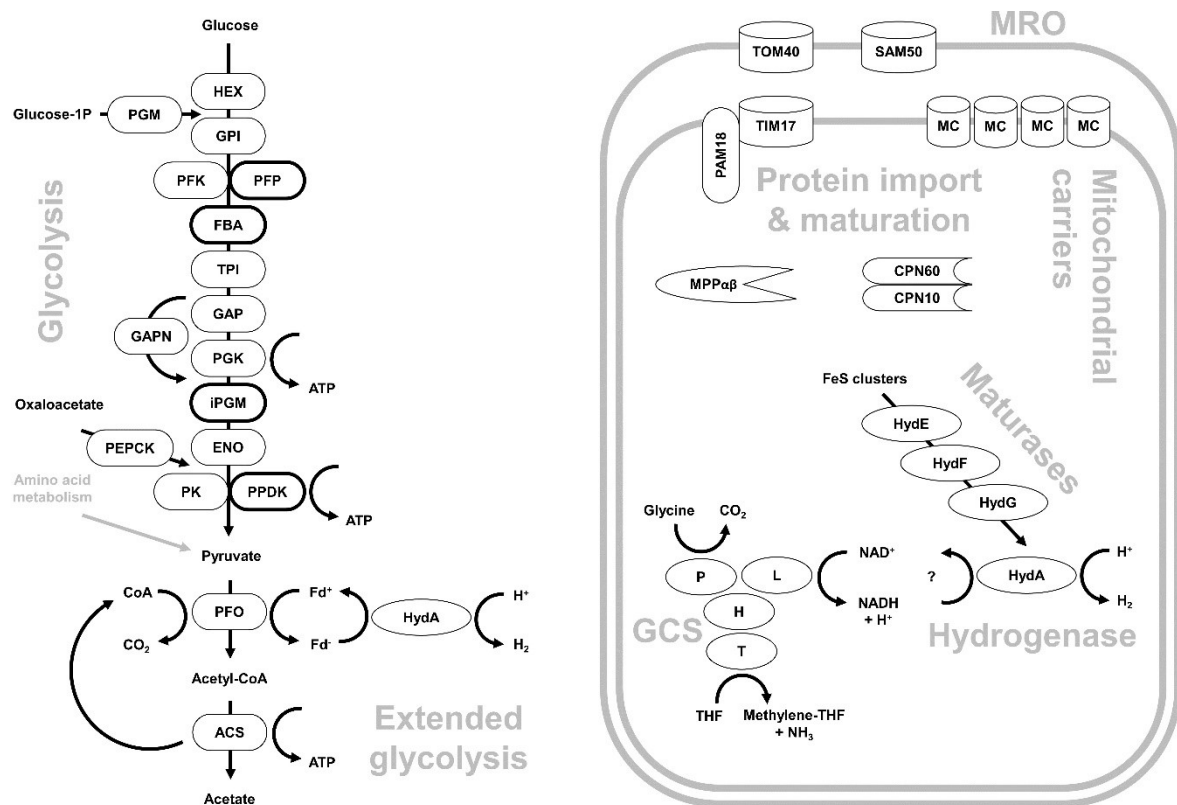 Glucose
HEX
Glucose-1P
PGM
GPI
PFK
PFP
FBA
TPI
GAP
GAPN
PGK
ATP
iPGM
Oxaloacetate
PEPCK
ENO
Amino acid
metabolism
PK
PPDK
ATP
Pyruvate
CoA
CO₂
PFO
Fd⁺
Fd⁻
HydA
H⁺
H₂
Acetyl-CoA
ACS
ATP
Acetate
Glycolysis
Extended
glycolysis
MRO
TOM40
SAM50
PAM18
TIM17
MC
MC
MC
MC
Protein import
& maturation
Mitochondrial
carriers
MPPαβ
CPN60
CPN10
FeS clusters
HydE
HydF
HydG
Maturases
Glycine
CO₂
P
L
H
T
GCS
THF
Methylene-THF
+ NH₃
NAD⁺
NADH
+ H⁺
?
HydA
H⁺
H₂
Hydrogenase